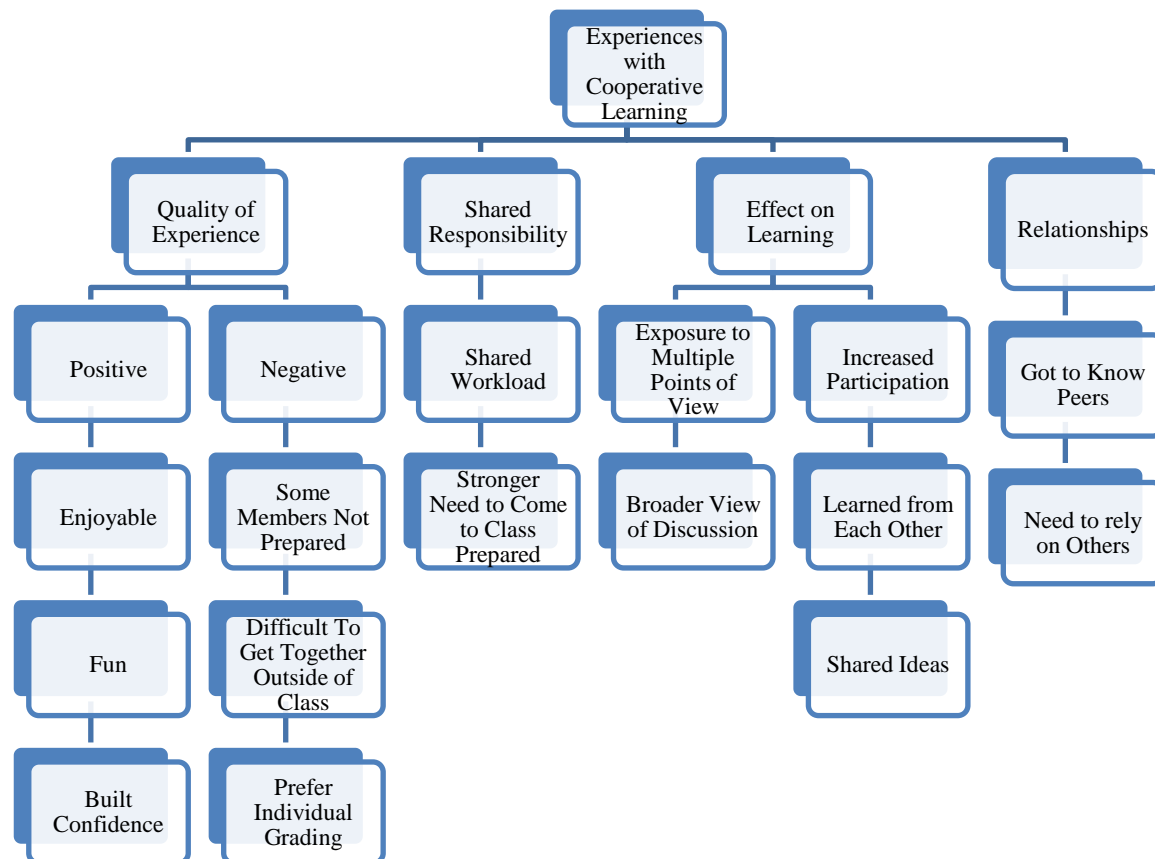 Experiences
with
Cooperative
Learning
Quality of
Experience
Shared
Responsibility
Effect on
Learning
Relationships
Positive
Negative
Shared
Workload
Exposure to
Multiple
Points of
View
Increased
Participation
Got to Know
Peers
Enjoyable
Some
Members Not
Prepared
Stronger
Need to Come
to Class
Prepared
Broader View
of Discussion
Learned from
Each Other
Need to rely
on Others
Fun
Difficult To
Get Together
Outside of
Class
Shared Ideas
Built
Confidence
Prefer
Individual
Grading